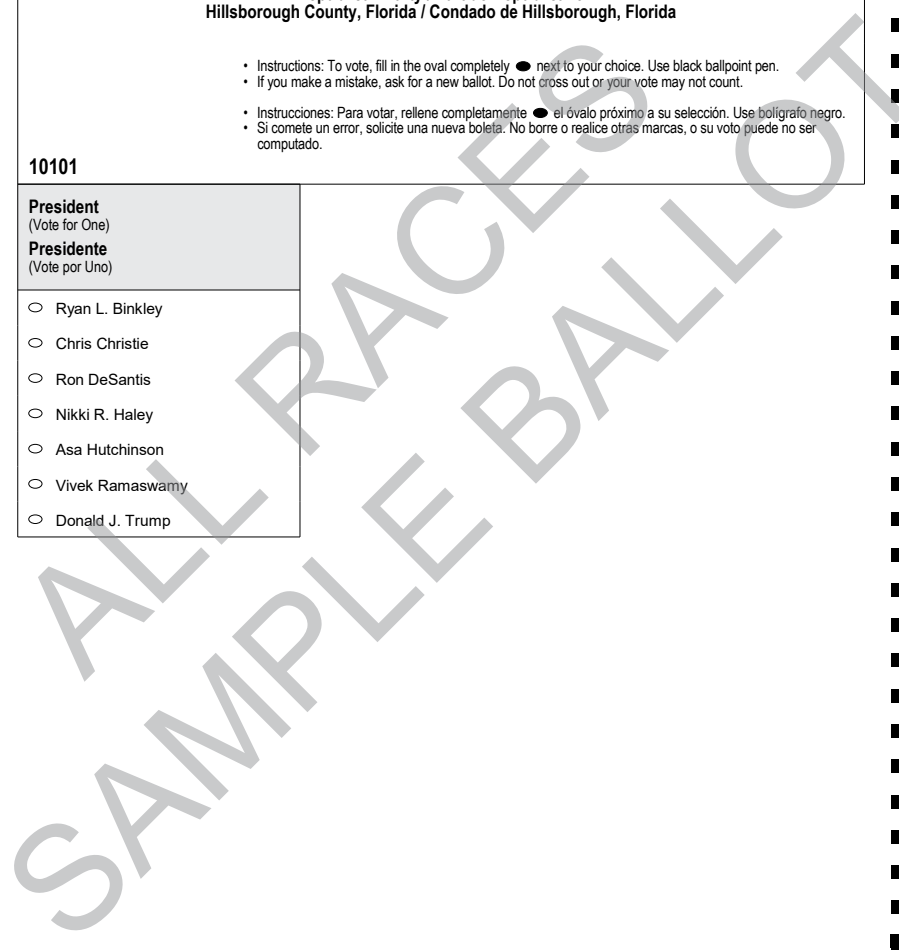 Hillsborough County, Florida / Condado de Hillsborough, Florida
• Instructions: To vote, fill in the oval completely next to your choice. Use black ballpoint pen.
• If you make a mistake, ask for a new ballot. Do not cross out or your vote may not count.
• Instrucciones: Para votar, rellene completamente el óvalo próximo a su selección. Use bolígrafo negro.
• Si comete un error, solicite una nueva boleta. No borre o realice otras marcas, o su voto puede no ser
computado.
10101
President
(Vote for One)
Presidente
(Vote por Uno)
Ryan L. Binkley
Chris Christie
Ron DeSantis
Nikki R. Haley
Asa Hutchinson
Vivek Ramaswamy
Donald J. Trump
ALL RACES
SAMPLE BALLOT